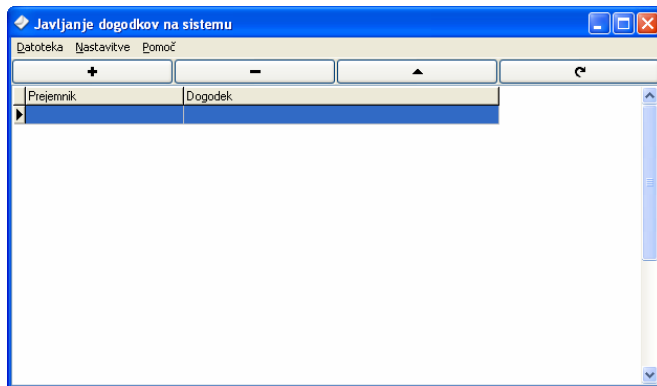 Javljanje dogodkov na sistemu
Datoteka Nastavitve Pomoč
Prejemnik Dogodek